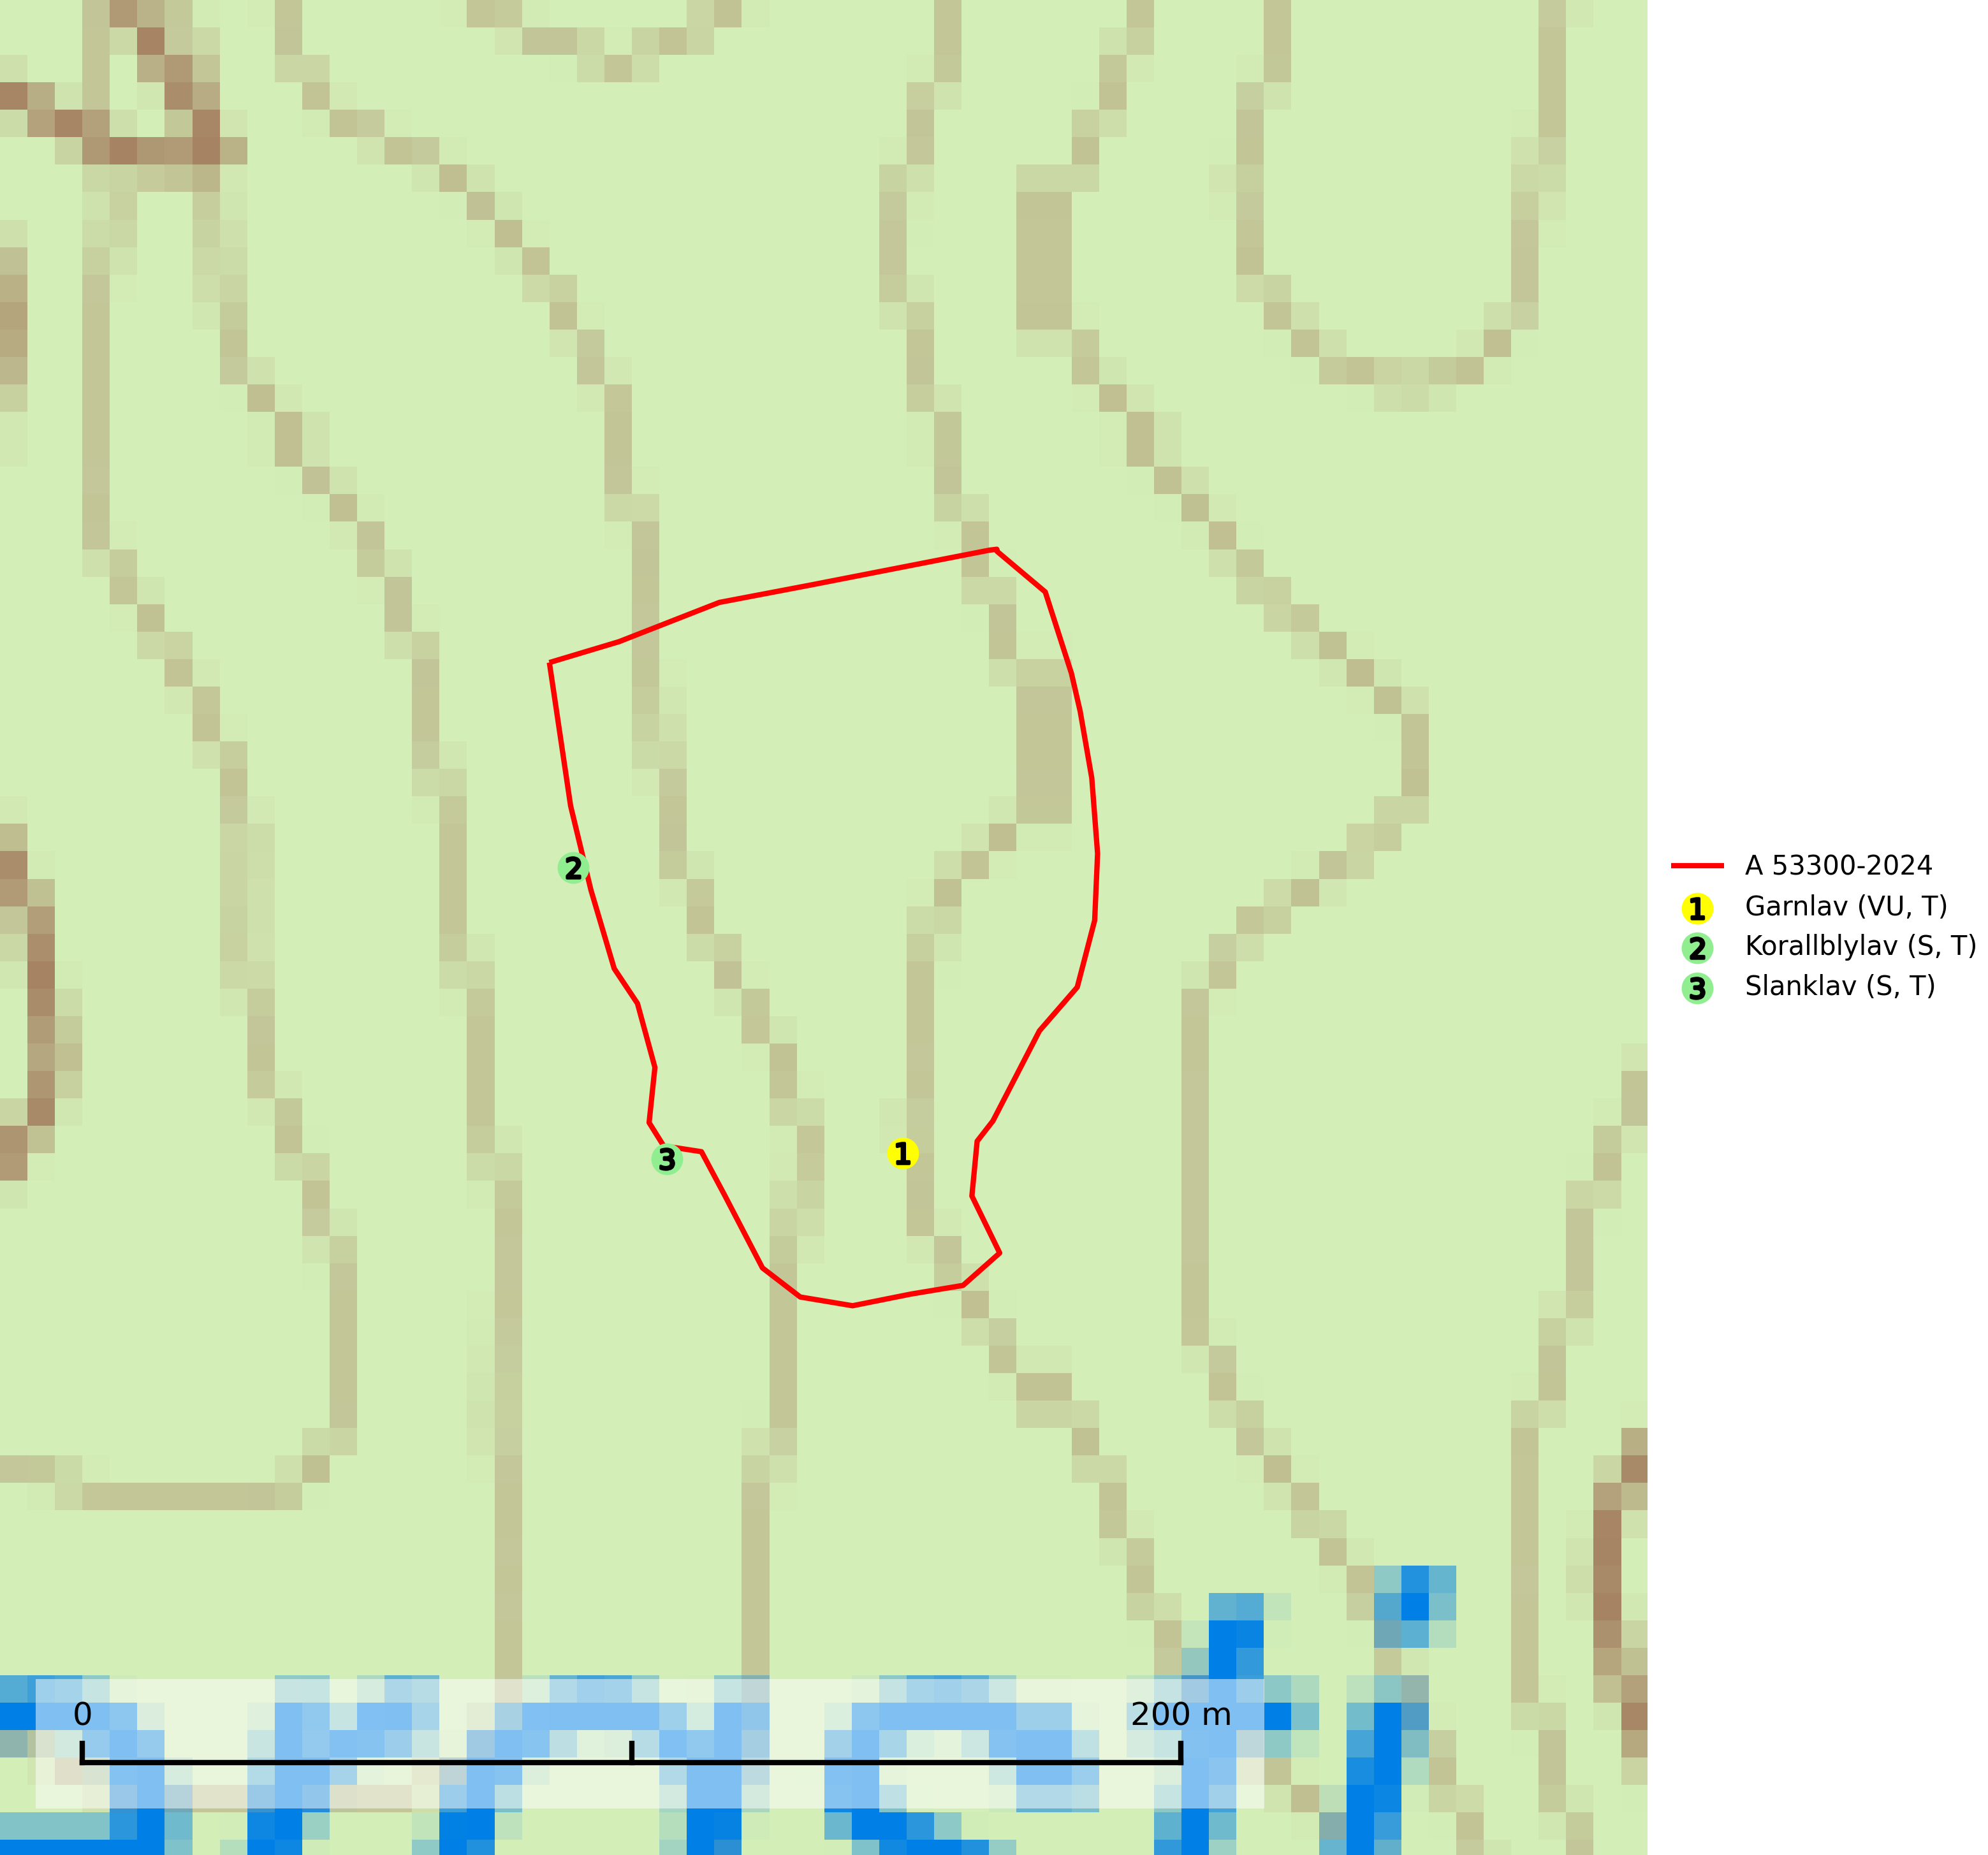 2
3
1
A 53300-2024
1 Garnlav (VU, T)
2 Korallblylav (S, T)
3 Slanklav (S, T)
0 200 m